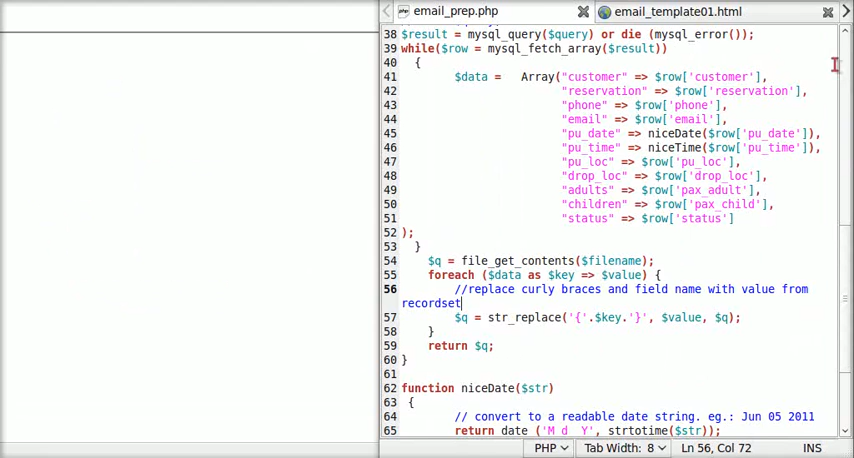 email_prep.php
email_template01.html
38 $result = mysql_query($query) or die (mysql_error());
39 while($row = mysql_fetch_array($result))
40 {
41 $data = Array("customer" => $row['customer'],
42 "reservation" => $row['reservation'],
43 "phone" => $row['phone'],
44 "email" => $row['email'],
45 "pu_date" => niceDate($row['pu_date']),
46 "pu_time" => niceTime($row['pu_time']),
47 "pu_loc" => $row['pu_loc'],
48 "drop_loc" => $row['drop_loc'],
49 "adults" => $row['pax_adult'],
50 "children" => $row['pax_child'],
51 "status" => $row['status']
52 );
53 }
54 $q = file_get_contents($filename);
55 foreach ($data as $key => $value) {
56 //replace curly braces and field name with value from
recordset
57 $q = str_replace('{'.$key.'}', $value, $q);
58 }
59 return $q;
60 }
61
62 function niceDate($str)
63 {
64 // convert to a readable date string. eg.: Jun 05 2011
65 return date ('M d Y', strtotime($str));
PHP Tab Width: 8 Ln 56, Col 72 INS